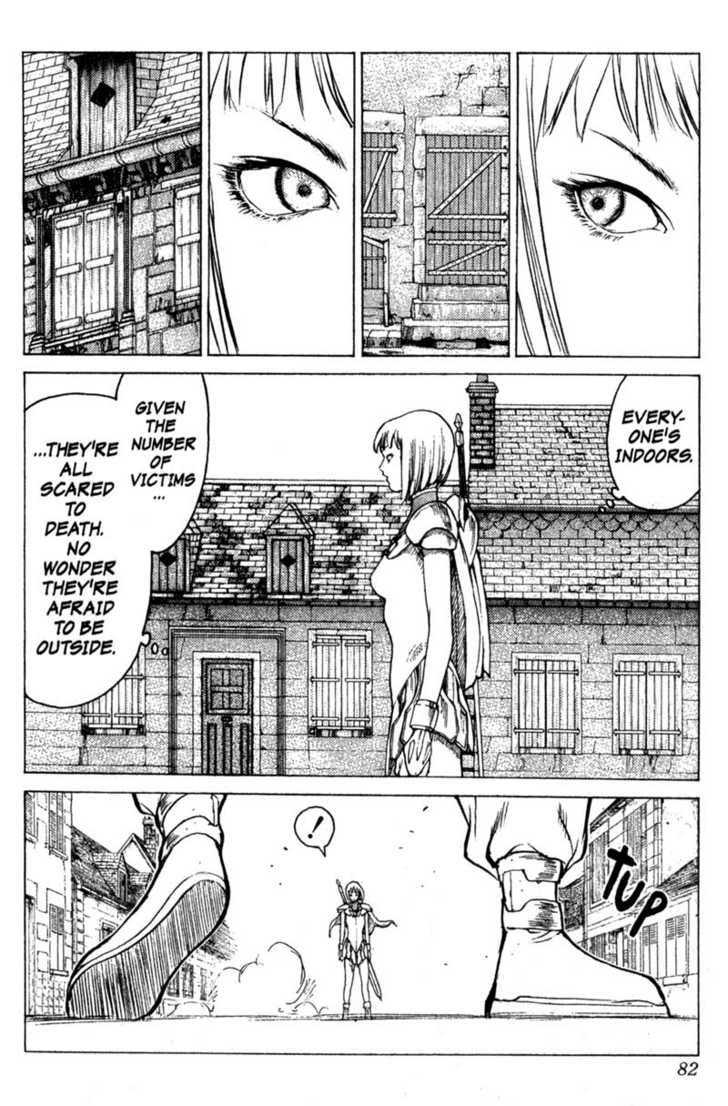 EVERY-
ONE'S
INDOORS.
GIVEN
THE
NUMBER
OF
VICTIMS
...
...THEY'RE
ALL
SCARED
TO
DEATH.
NO
WONDER
THEY'RE
AFRAID
TO BE
OUTSIDE.
!
TUP
82